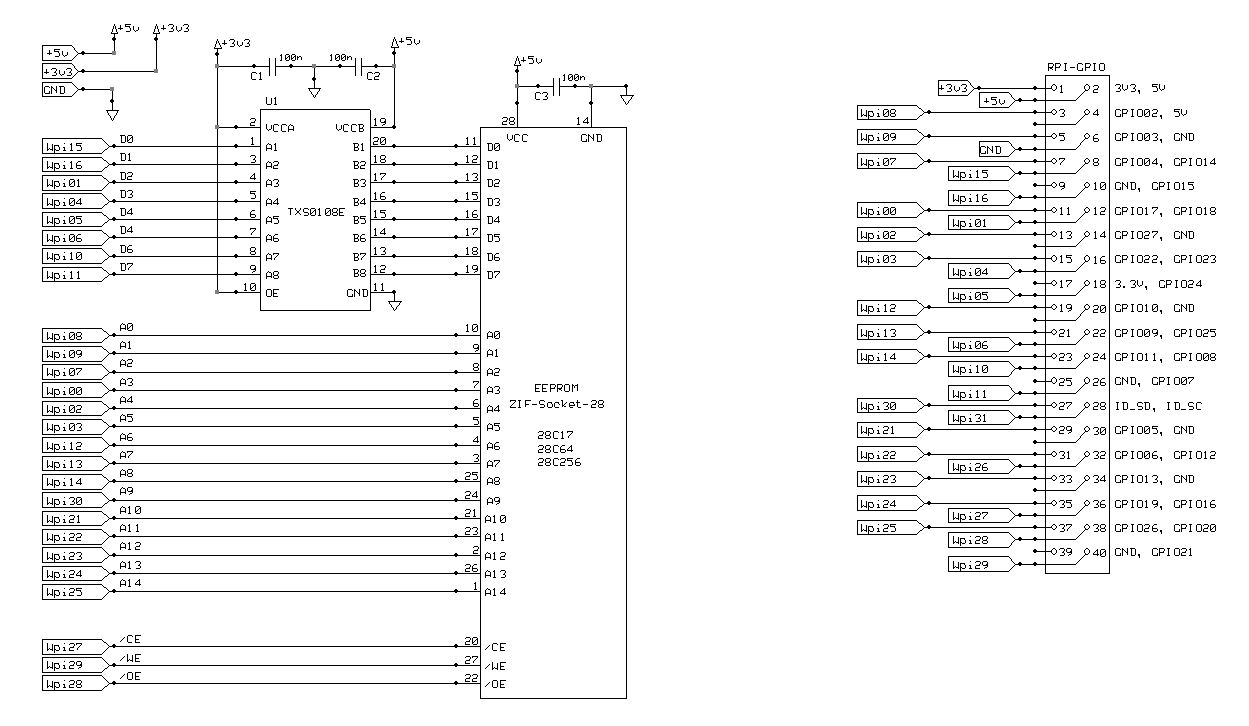 +5v +3v3
+5v
+3v3
GND
+3v3 100n 100n +5v
C1 C2
+5v
C3 100n
U1
2 VCCA VCCB 19
28 14
VCC GND
Wpi15 D0 1 A1 B1 20 11 D0
Wpi16 D1 3 A2 B2 18 12 D1
Wpi01 D2 4 A3 B3 17 13 D2
Wpi04 D3 5 A4 B4 16 15 D3
TXS0108E
Wpi05 D4 6 A5 B5 15 16 D4
Wpi06 D4 7 A6 B6 14 17 D5
Wpi10 D6 8 A7 B7 13 18 D6
Wpi11 D7 9 A8 B8 12 19 D7
10 OE GND 11
Wpi08 A0 10 A0
Wpi09 A1 9 A1
Wpi07 A2 8 A2
Wpi00 A3 7 A3
Wpi02 A4 6 A4
Wpi03 A5 5 A5
Wpi12 A6 4 A6
Wpi13 A7 3 A7
Wpi14 A8 25 A8
Wpi30 A9 24 A9
Wpi21 A10 21 A10
Wpi22 A11 23 A11
Wpi23 A12 2 A12
Wpi24 A13 26 A13
Wpi25 A14 1 A14
EEPROM
ZIF-Socket-28
28C17
28C64
28C256
Wpi27 /CE 20 /CE
Wpi29 /WE 27 /WE
Wpi28 /OE 22 /OE
RPI-GPIO
+3v3 1 2 3V3, 5V
+5v
Wpi08 3 4 GPIO02, 5V
Wpi09 5 6 GPIO03, GND
GND
Wpi07 7 8 GPIO04, GPIO14
Wpi15
9 10 GND, GPIO15
Wpi16
Wpi00 11 12 GPIO17, GPIO18
Wpi01
Wpi02 13 14 GPIO27, GND
Wpi03 15 16 GPIO22, GPIO23
Wpi04
17 18 3.3V, GPIO24
Wpi05
Wpi12 19 20 GPIO10, GND
Wpi13 21 22 GPIO09, GPIO25
Wpi06
Wpi14 23 24 GPIO11, GPIO08
Wpi10
25 26 GND, GPIO07
Wpi11
Wpi30 27 28 ID_SD, ID_SC
Wpi31
Wpi21 29 30 GPIO05, GND
Wpi22 31 32 GPIO06, GPIO12
Wpi26
Wpi23 33 34 GPIO13, GND
Wpi24 35 36 GPIO19, GPIO16
Wpi27
Wpi25 37 38 GPIO26, GPIO20
Wpi28
39 40 GND, GPIO21
Wpi29